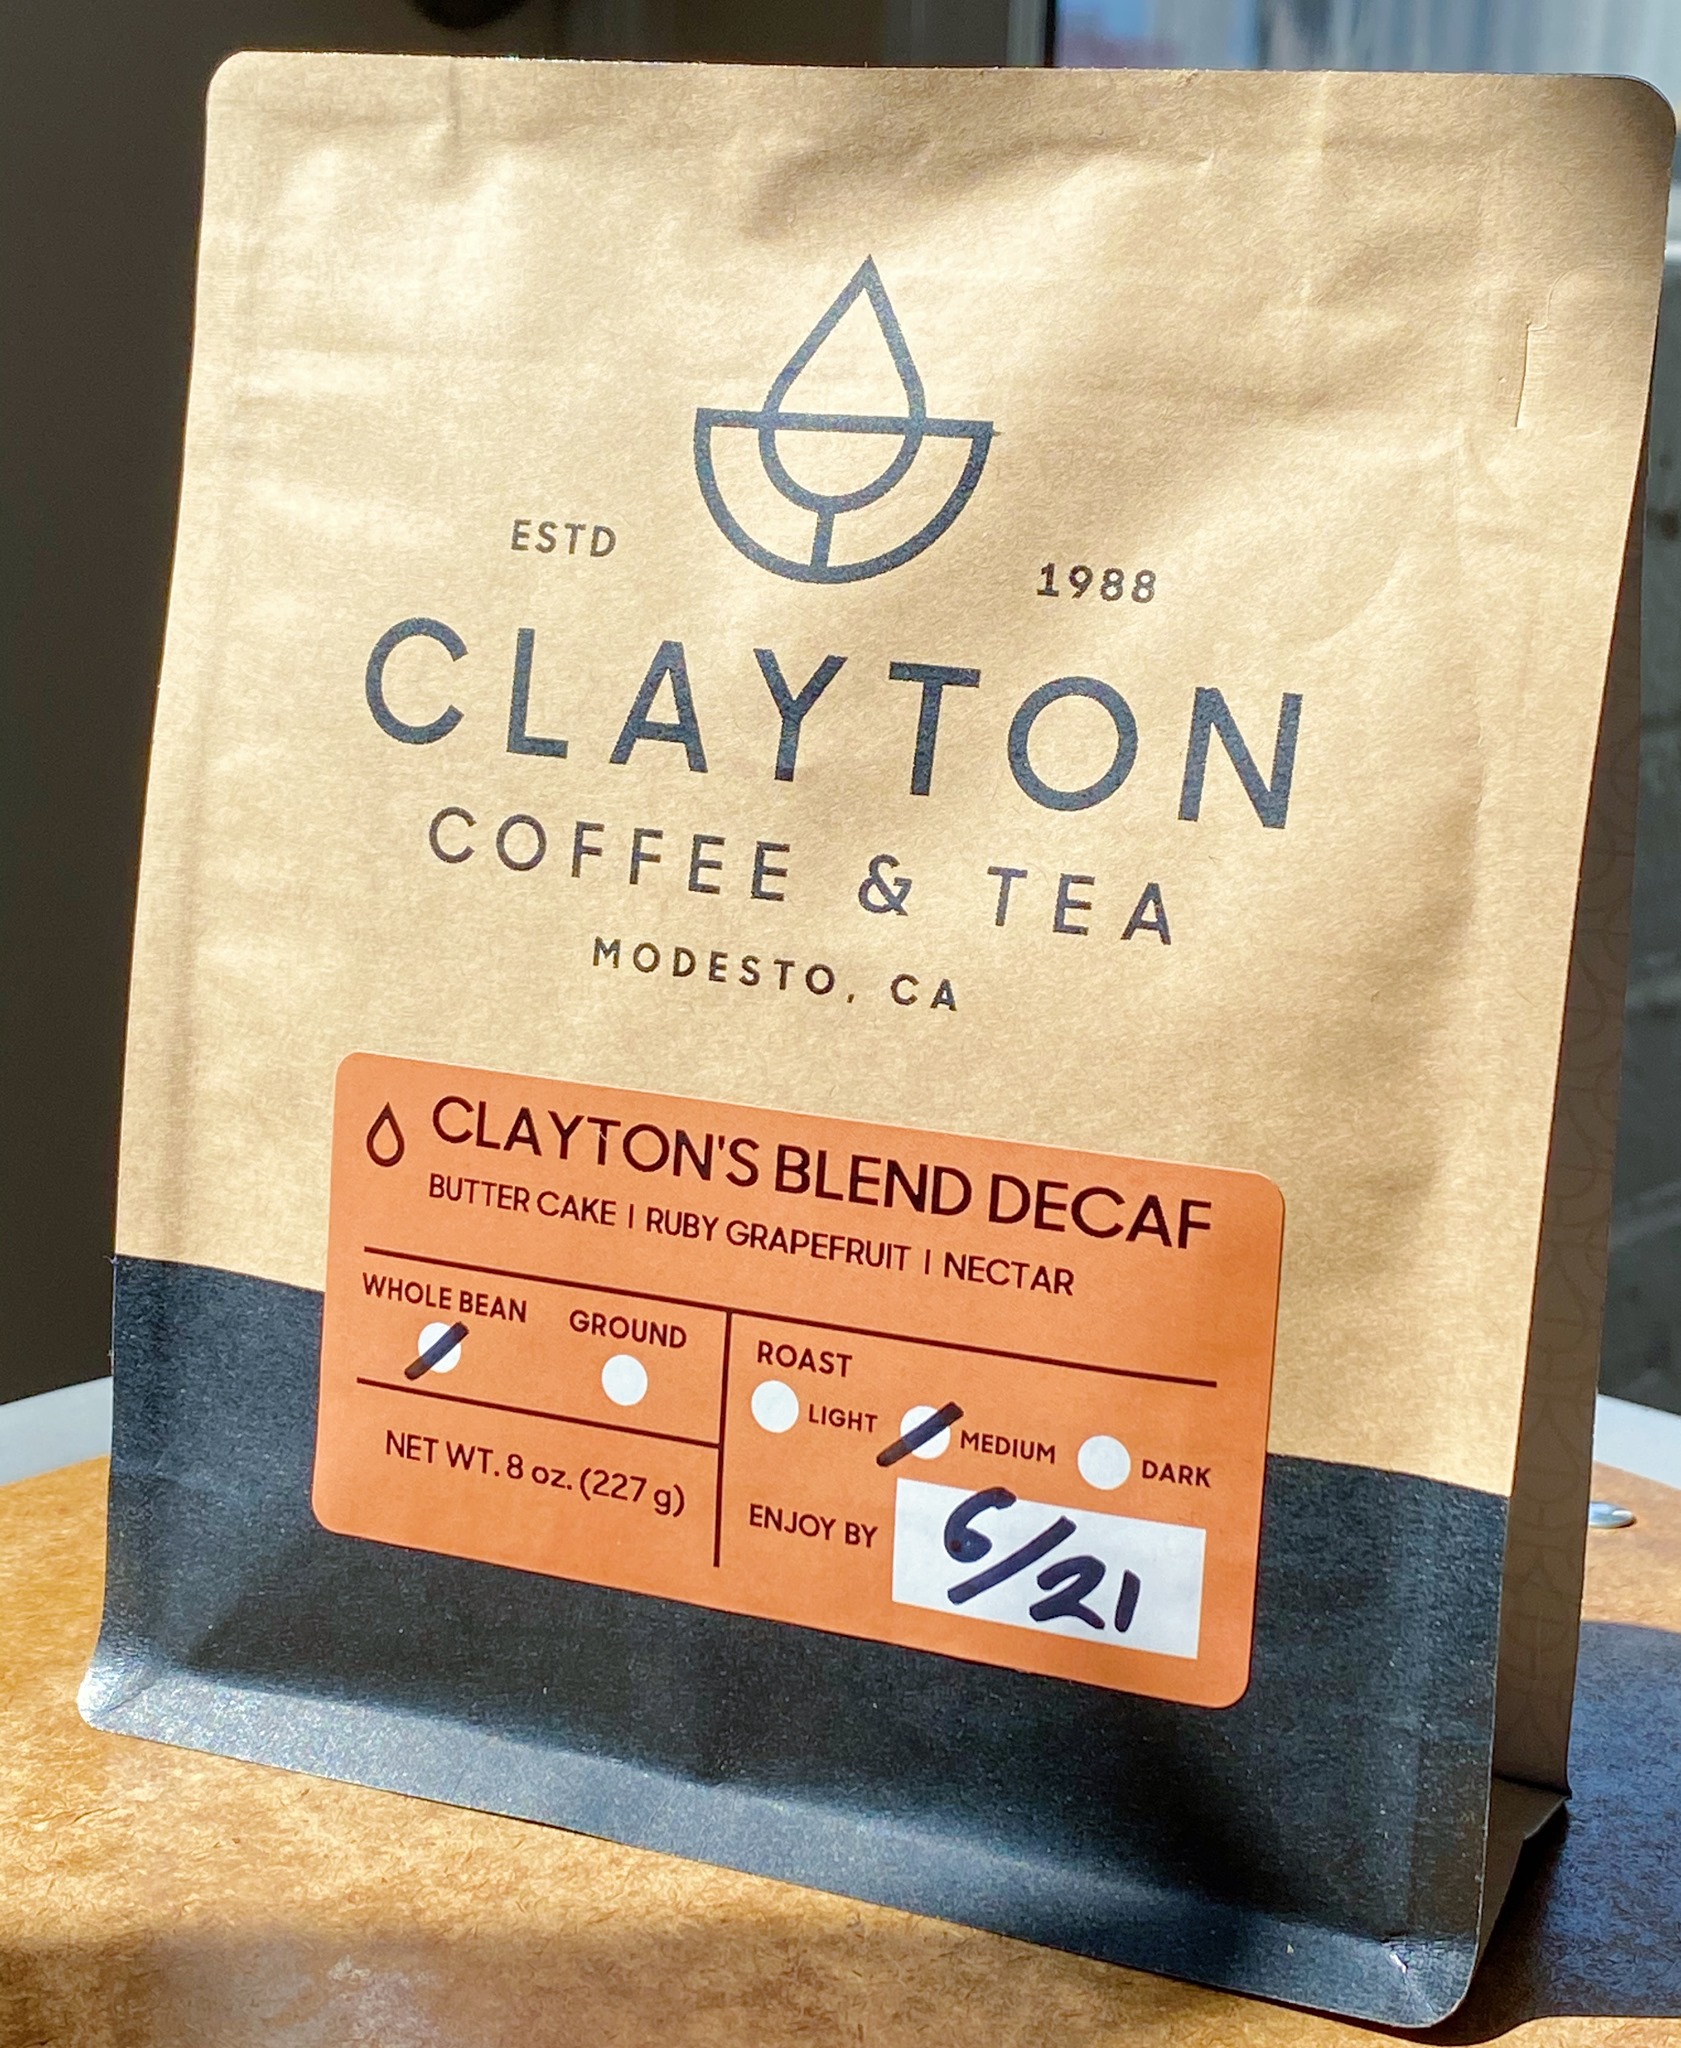 ESTD 1988
CLAYTON
COFFEE & TEA
MODESTO, CA
CLAYTON'S BLEND DECAF
BUTTER CAKE | RUBY GRAPEFRUIT | NECTAR
WHOLE BEAN GROUND
NET WT. 8 oz. (227 g)
ROAST
LIGHT MEDIUM DARK
ENJOY BY 6/21